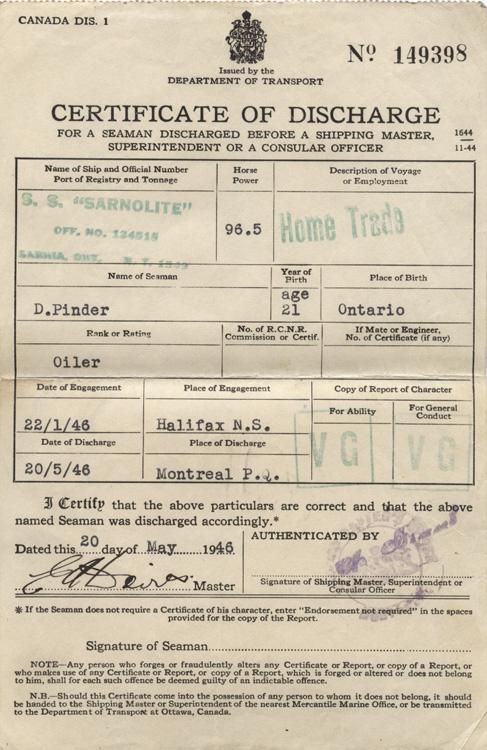 CANADA DIS. 1
Nº 149398
Issued by the
DEPARTMENT OF TRANSPORT
CERTIFICATE OF DISCHARGE
FOR A SEAMAN DISCHARGED BEFORE A SHIPPING MASTER,
SUPERINTENDENT OR A CONSULAR OFFICER
1644
11-44
Name of Ship and Official Number
Port of Registry and Tonnage
Horse
Power
Description of Voyage
or Employment
S. S. "SARNOLITE"
OFF. NO. 134515
SARNIA, ONT.
96.5
Home Trade
Name of Seaman
Year of
Birth
Place of Birth
D.Pinder
age
21
Ontario
Rank or Rating
No. of R.C.N.R.
Commission or Certif.
If Mate or Engineer,
No. of Certificate (if any)
Oiler
Date of Engagement
Place of Engagement
Copy of Report of Character
For Ability
For General
Conduct
22/1/46
Halifax N.S.
Date of Discharge
Place of Discharge
VG
VG
20/5/46
Montreal P.Q.
I Certify that the above particulars are correct and that the above
named Seaman was discharged accordingly.*
Dated this 20 day of May 1946
AUTHENTICATED BY
Master
Signature of Shipping Master, Superintendent or
Consular Officer
* If the Seaman does not require a Certificate of his character, enter "Endorsement not required" in the spaces
provided for the copy of the Report.
Signature of Seaman
NOTE—Any person who forges or fraudulently alters any Certificate or Report, or copy of a Report, or
who makes use of any Certificate or Report, or copy of a Report, which is forged or altered or does not belong
to him, shall for each such offence be deemed guilty of an indictable offence.
N.B.—Should this Certificate come into the possession of any person to whom it does not belong, it should
be handed to the Shipping Master or Superintendent of the nearest Mercantile Marine Office, or be transmitted
to the Department of Transport at Ottawa, Canada.